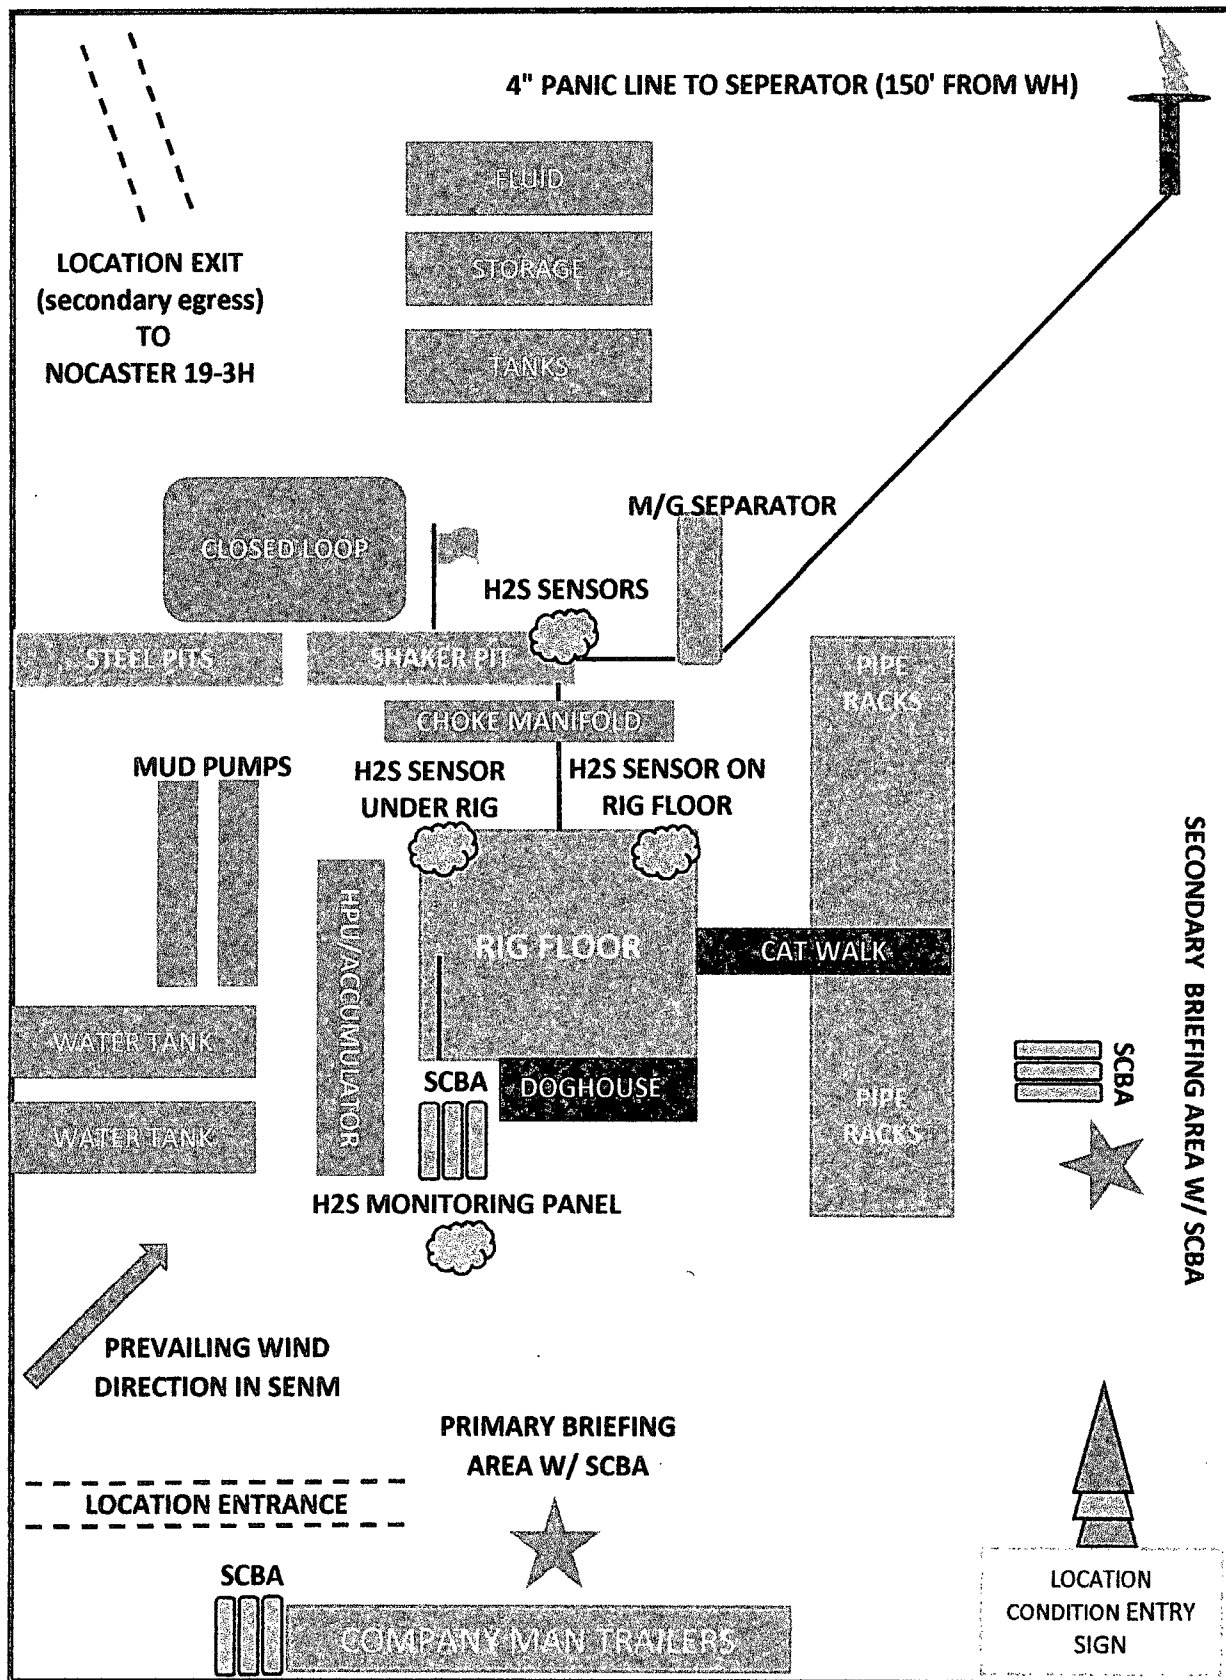 4" PANIC LINE TO SEPERATOR (150' FROM WH)
FLUID
STORAGE
TANKS
LOCATION EXIT
(secondary egress)
TO
NOCASTER 19-3H
M/G SEPARATOR
CLOSED LOOP
H2S SENSORS
STEEL PITS
SHAKER PIT
PIPE
RACKS
CHOKE MANIFOLD
MUD PUMPS
H2S SENSOR
UNDER RIG
H2S SENSOR ON
RIG FLOOR
HPU/ACCUMULATOR
RIG FLOOR
CAT WALK
SECONDARY BRIEFING AREA W/ SCBA
WATER TANK
SCBA
DOGHOUSE
SCBA
WATER TANK
PIPE
RACKS
H2S MONITORING PANEL
PREVAILING WIND
DIRECTION IN SENM
PRIMARY BRIEFING
AREA W/ SCBA
LOCATION ENTRANCE
SCBA
COMPANY MAN TRAILERS
LOCATION
CONDITION ENTRY
SIGN